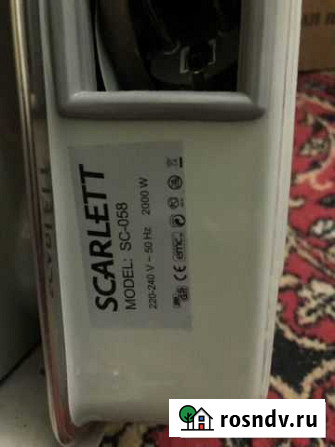 SCARLETT
MODEL: SC-058
220-240 V ~ 50 Hz 2000 W
rosndv.ru